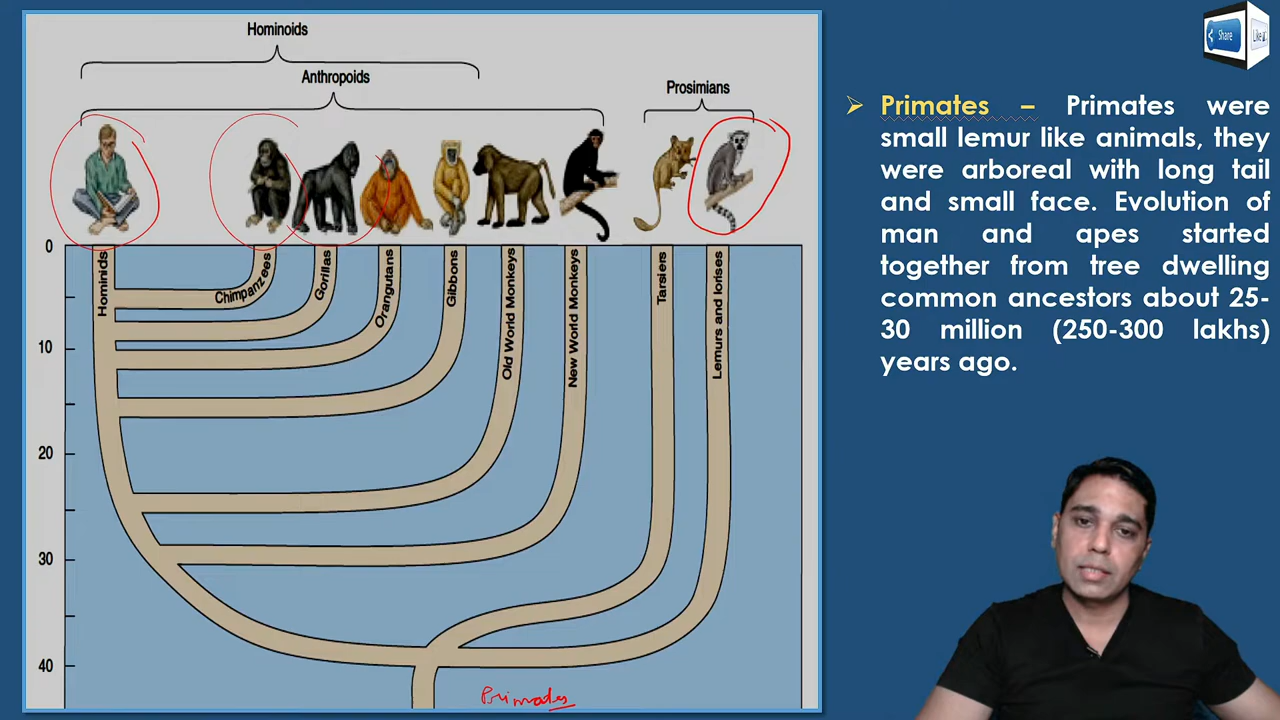 Hominoids
Anthropoids
Prosimians
Share
Like
0
10
20
30
40
Hominids
Chimpanzees
Gorillas
Orangutans
Gibbons
Old World Monkeys
New World Monkeys
Tarsiers
Lemurs and lorises
Primates
➢ Primates – Primates were
small lemur like animals, they
were arboreal with long tail
and small face. Evolution of
man and apes started
together from tree dwelling
common ancestors about 25-
30 million (250-300 lakhs)
years ago.